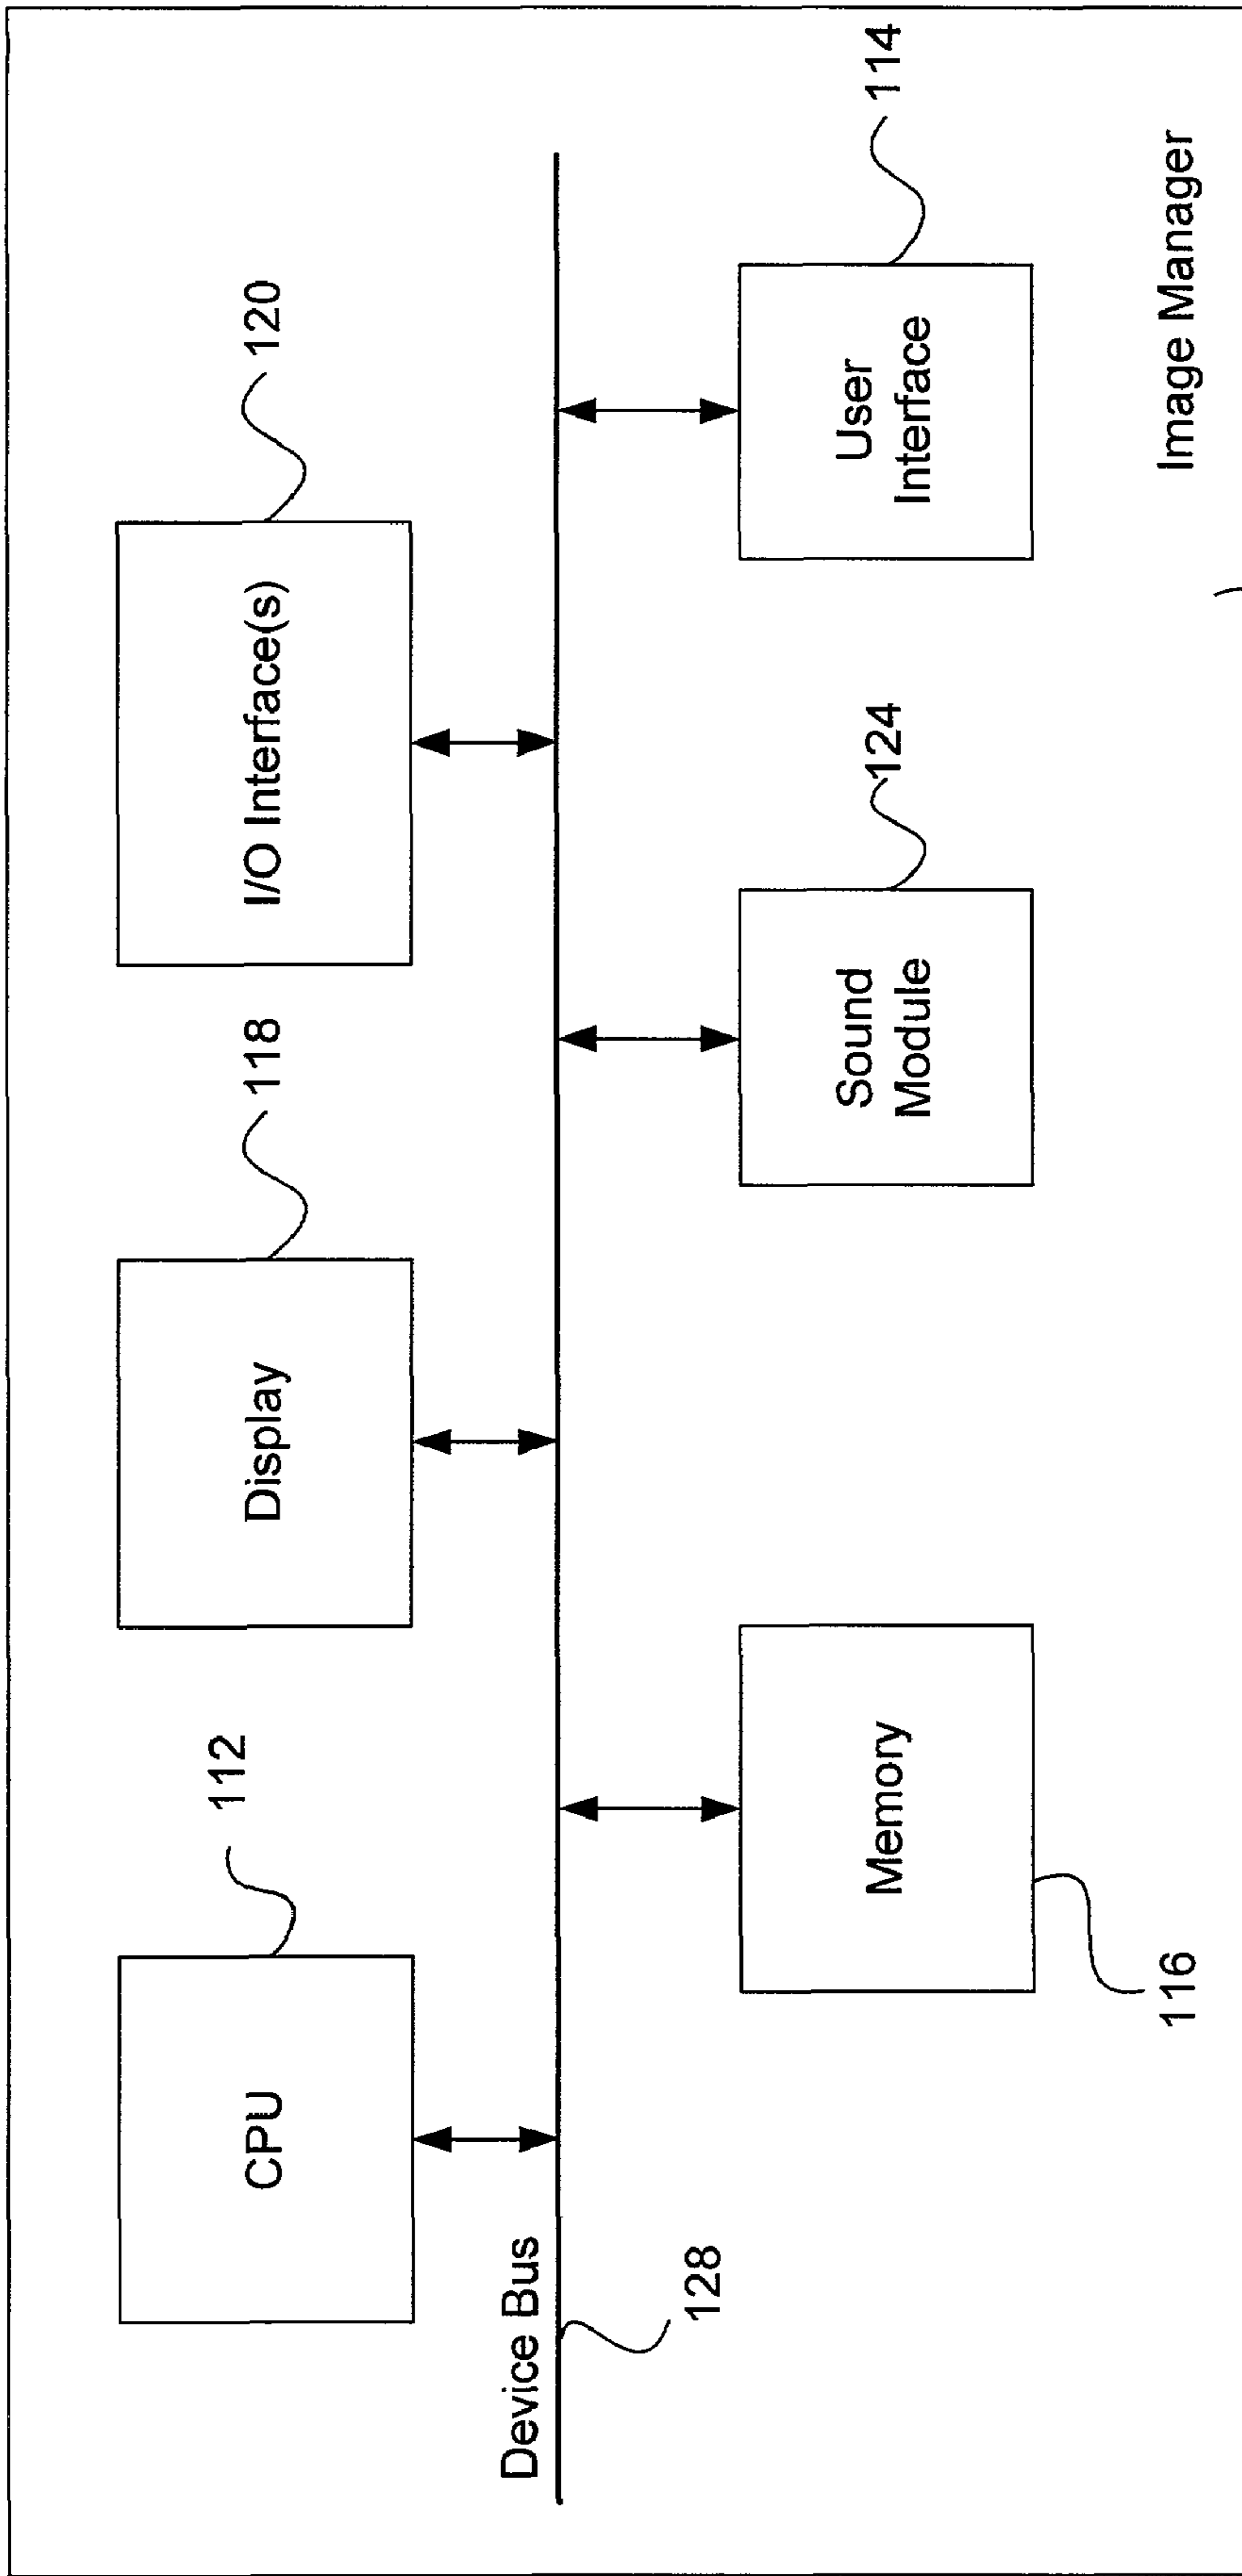 CPU
112
Display
118
I/O Interface(s)
120
Device Bus
128
Memory
116
Sound
Module
124
User
Interface
114
Image Manager